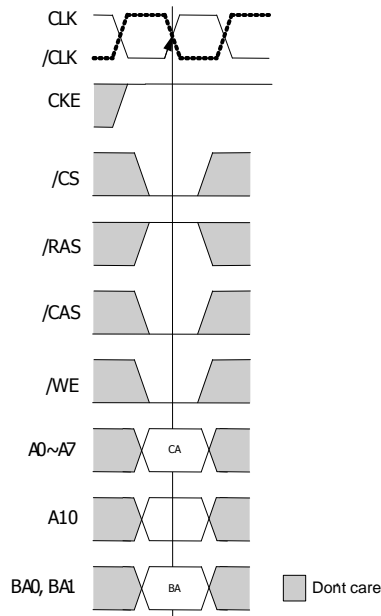 CLK
/CLK
CKE
/CS
/RAS
/CAS
/WE
A0~A7
CA
A10
BA0, BA1
BA
Dont care